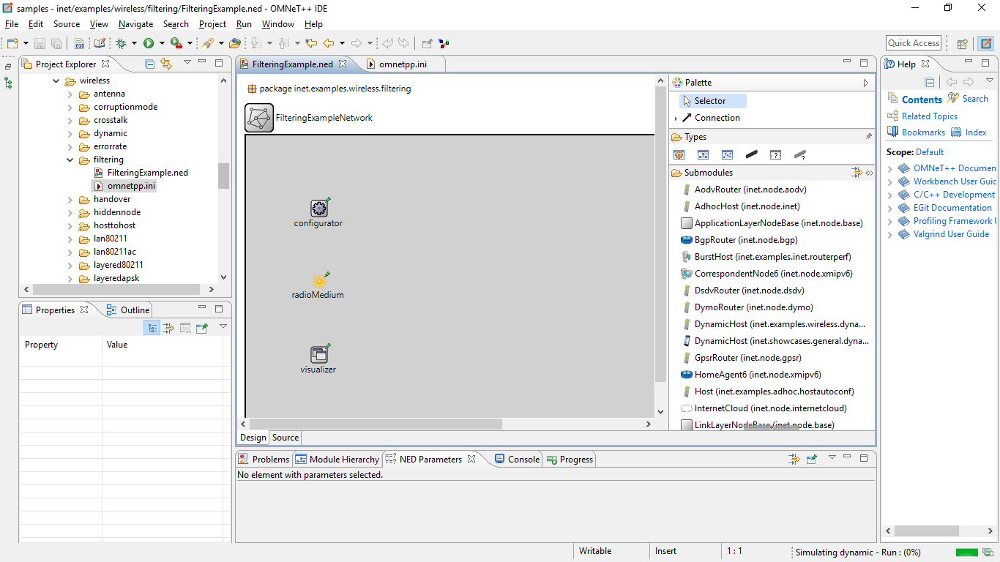 samples - inet/examples/wireless/filtering/FilteringExample.ned - OMNeT++ IDE
File Edit Source View Navigate Search Project Run Window Help
Quick Access
Project Explorer
wireless
antenna
corruptionmode
crosstalk
dynamic
errorrate
filtering
FilteringExample.ned
omnetpp.ini
handover
hiddennode
hosttohost
lan80211
lan80211ac
layered80211
layeredapsk
Properties Outline
Property Value
FilteringExample.ned omnetpp.ini
package inet.examples.wireless.filtering
FilteringExampleNetwork
configurator
radioMedium
visualizer
Design Source
Palette
Selector
Connection
Types
Submodules
AodvRouter (inet.node.aodv)
AdhocHost (inet.node.inet)
ApplicationLayerNodeBase (inet.node.base)
BgpRouter (inet.node.bgp)
BurstHost (inet.examples.inet.routerperf)
CorrespondentNode6 (inet.node.xmipv6)
DsdvRouter (inet.node.dsdv)
DymoRouter (inet.node.dymo)
DynamicHost (inet.examples.wireless.dyna...
DynamicHost (inet.showcases.general.dyna...
GpsrRouter (inet.node.gpsr)
HomeAgent6 (inet.node.xmipv6)
Host (inet.examples.adhoc.hostautoconf)
InternetCloud (inet.node.internetcloud)
LinkLayerNodeBase (inet.node.base)
Problems Module Hierarchy NED Parameters Console Progress
No element with parameters selected.
Help
Contents Search
Related Topics
Bookmarks Index
Scope: Default
OMNeT++ Documen
Workbench User Guic
C/C++ Development
EGit Documentation
Profiling Framework U
Valgrind User Guide
Writable Insert 1 : 1 Simulating dynamic - Run : (0%)